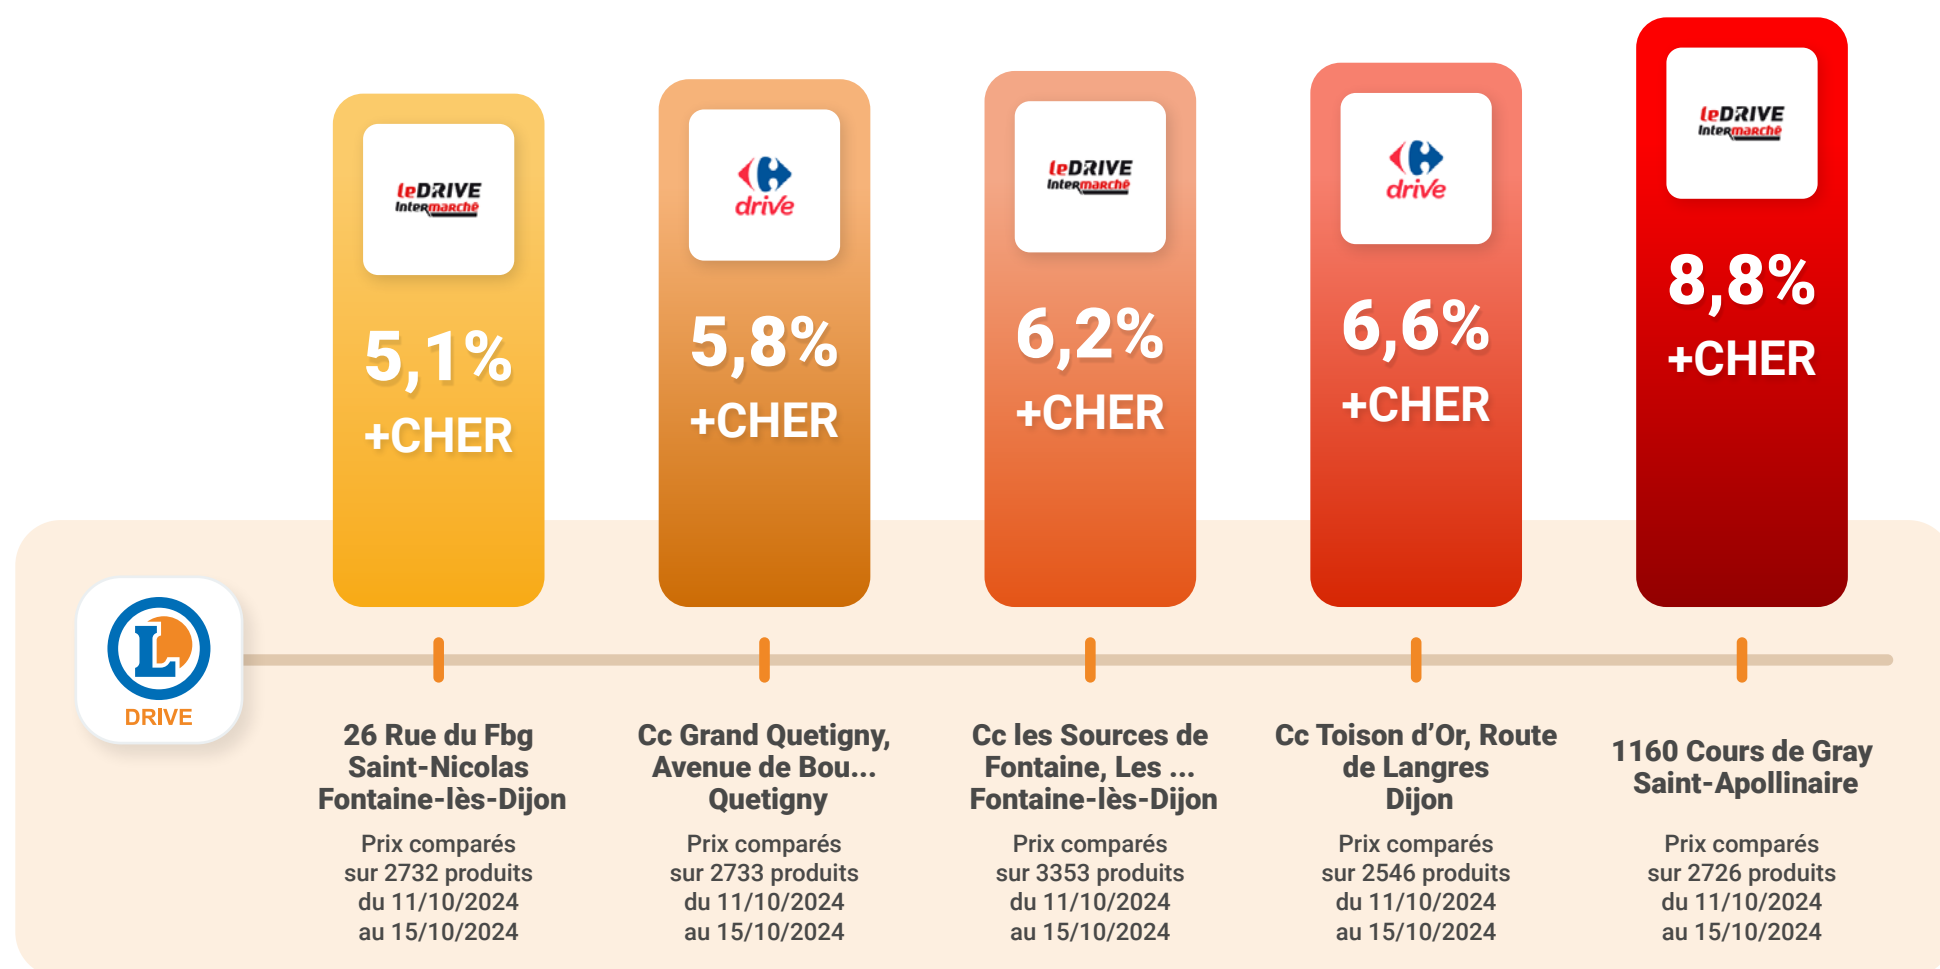 leDRIVE
Intermarché
5,1%
+CHER
drive
5,8%
+CHER
leDRIVE
Intermarché
6,2%
+CHER
drive
6,6%
+CHER
leDRIVE
Intermarché
8,8%
+CHER
L
DRIVE
26 Rue du Fbg
Saint-Nicolas
Fontaine-lès-Dijon
Prix comparés
sur 2732 produits
du 11/10/2024
au 15/10/2024
Cc Grand Quetigny,
Avenue de Bou...
Quetigny
Prix comparés
sur 2733 produits
du 11/10/2024
au 15/10/2024
Cc les Sources de
Fontaine, Les ...
Fontaine-lès-Dijon
Prix comparés
sur 3353 produits
du 11/10/2024
au 15/10/2024
Cc Toison d’Or, Route
de Langres
Dijon
Prix comparés
sur 2546 produits
du 11/10/2024
au 15/10/2024
1160 Cours de Gray
Saint-Apollinaire
Prix comparés
sur 2726 produits
du 11/10/2024
au 15/10/2024